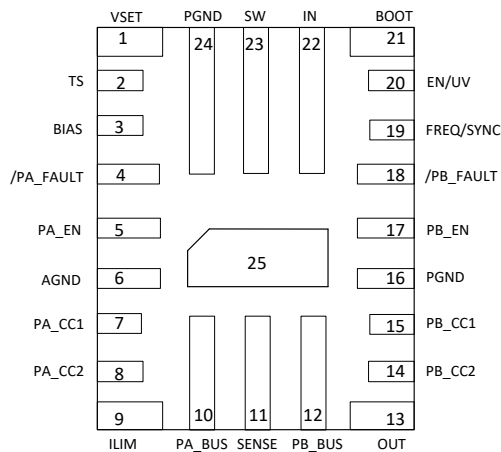 VSET PGND SW IN BOOT
1 24 23 22 21
TS 2 20 EN/UV
BIAS 3 19 FREQ/SYNC
/PA_FAULT 4 18 /PB_FAULT
PA_EN 5 17 PB_EN
25
AGND 6 16 PGND
PA_CC1 7 15 PB_CC1
PA_CC2 8 14 PB_CC2
9 10 11 12 13
ILIM PA_BUS SENSE PB_BUS OUT